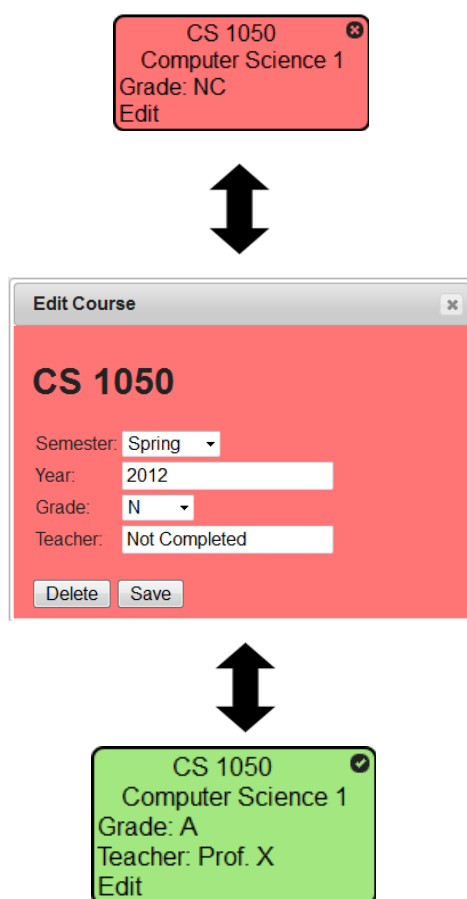 CS 1050
Computer Science 1
Grade: NC
Edit
Edit Course
CS 1050
Semester: Spring
Year: 2012
Grade: N
Teacher: Not Completed
Delete Save
CS 1050
Computer Science 1
Grade: A
Teacher: Prof. X
Edit